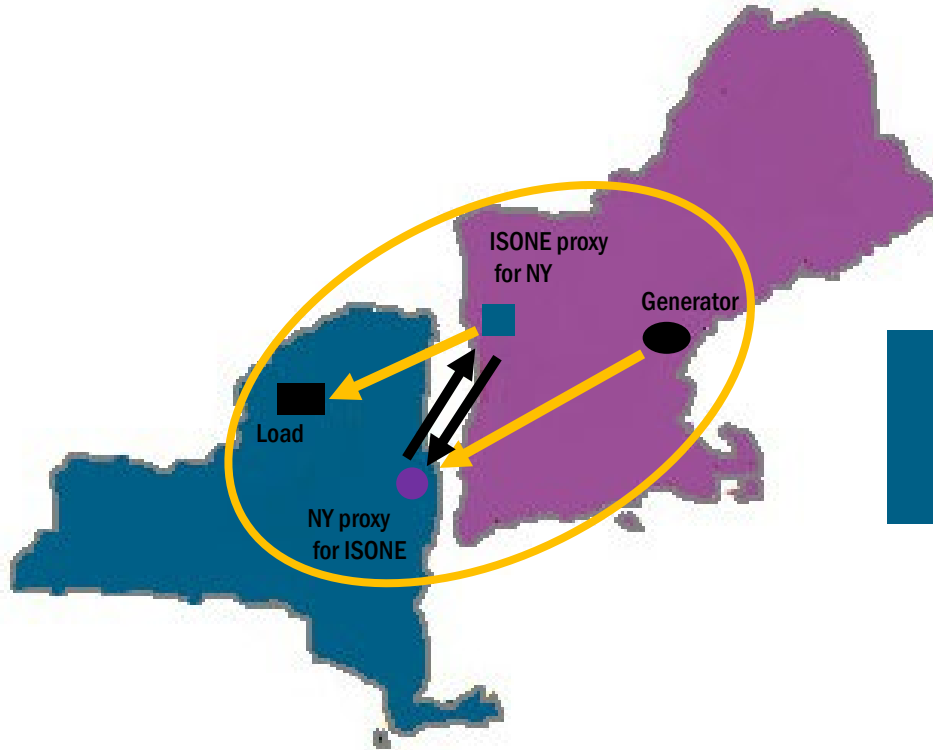 ISONE proxy
for NY
Generator
Load
NY proxy
for ISONE